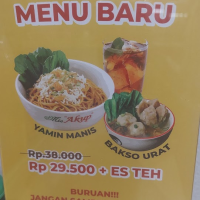 MENU BARU
YAMIN MANIS
BAKSO URAT
Rp.38.000
Rp 29.500 + ES TEH
BURUAN!!!